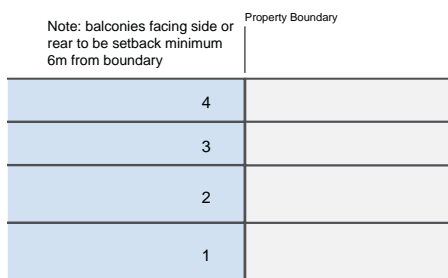 Note: balconies facing side or
rear to be setback minimum
6m from boundary
Property Boundary
4
3
2
1